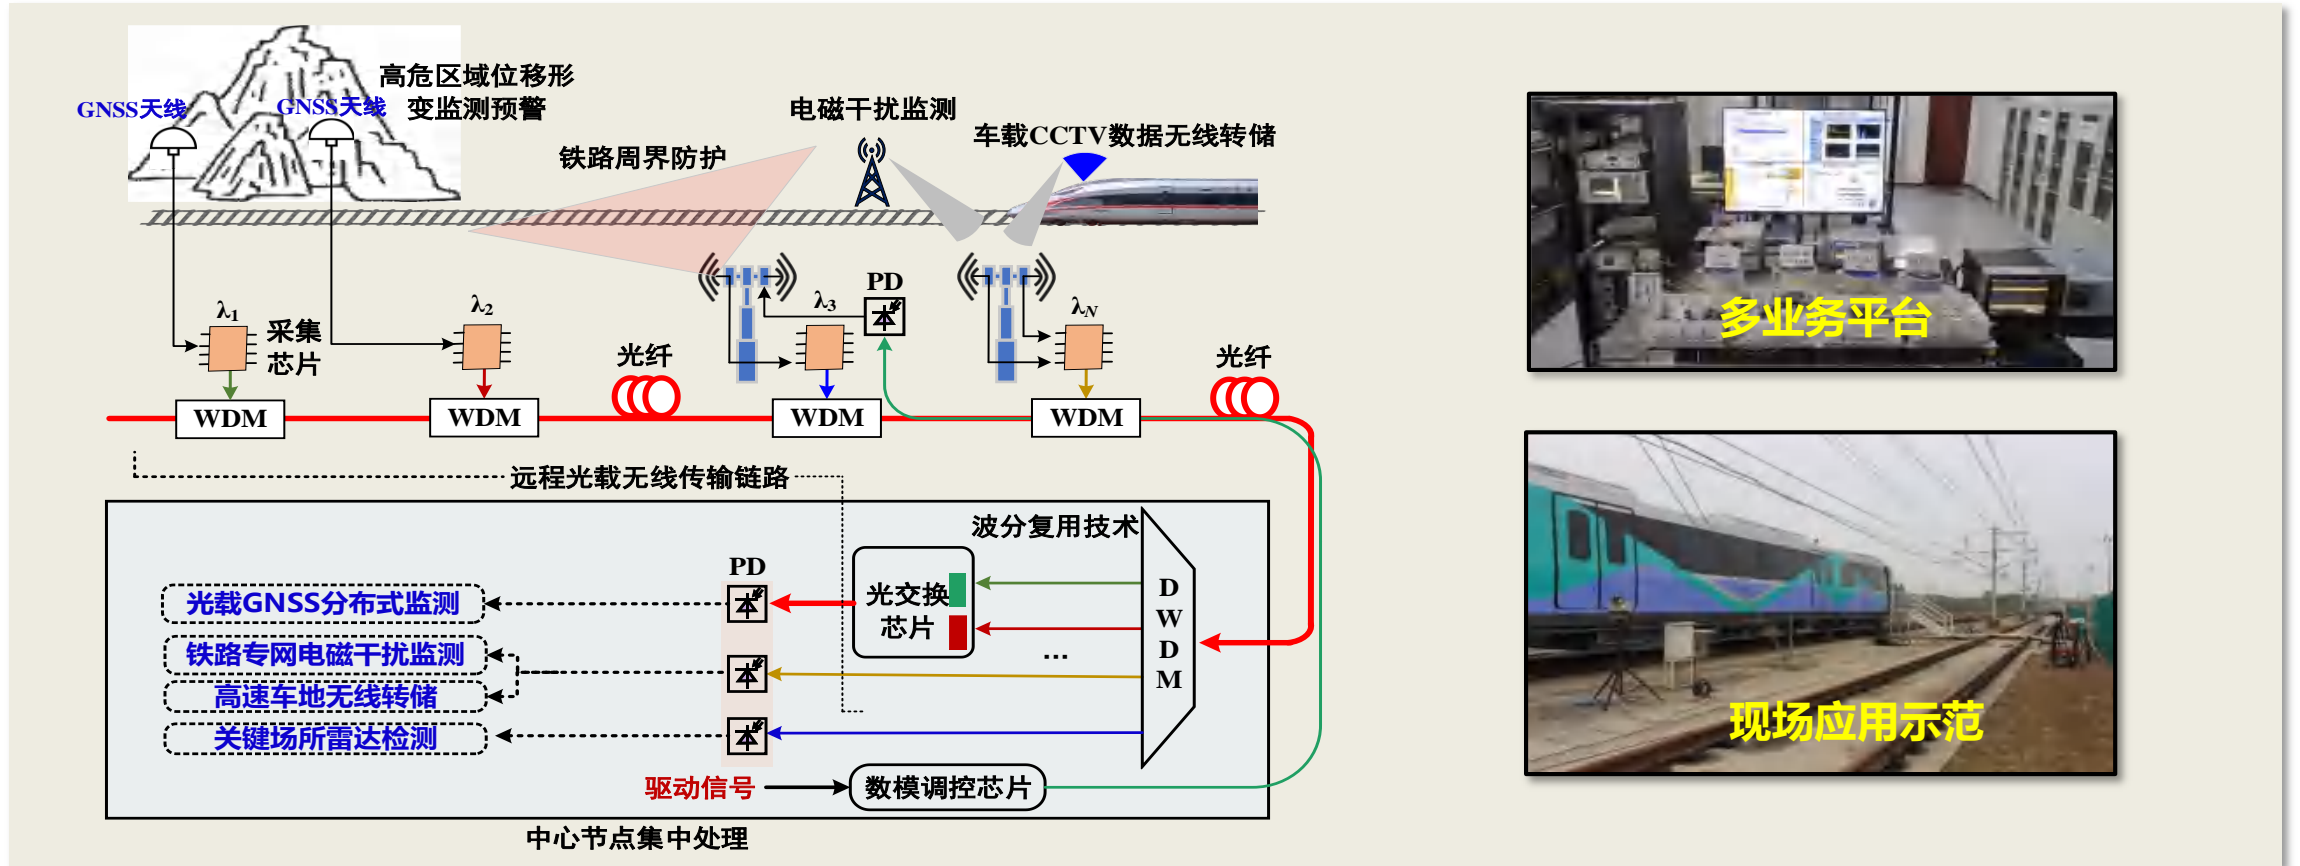 高危区域位移形
变监测预警
GNSS天线
GNSS天线
电磁干扰监测
车载CCTV数据无线转储
铁路周界防护
PD
λ1
采集
芯片
λ2
λ3
λN
光纤
光纤
WDM
WDM
WDM
WDM
远程光载无线传输链路
波分复用技术
PD
光交换
芯片
D
W
D
M
...
光载GNSS分布式监测
铁路专网电磁干扰监测
高速车地无线转储
关键场所雷达检测
驱动信号
数模调控芯片
中心节点集中处理
多业务平台
现场应用示范